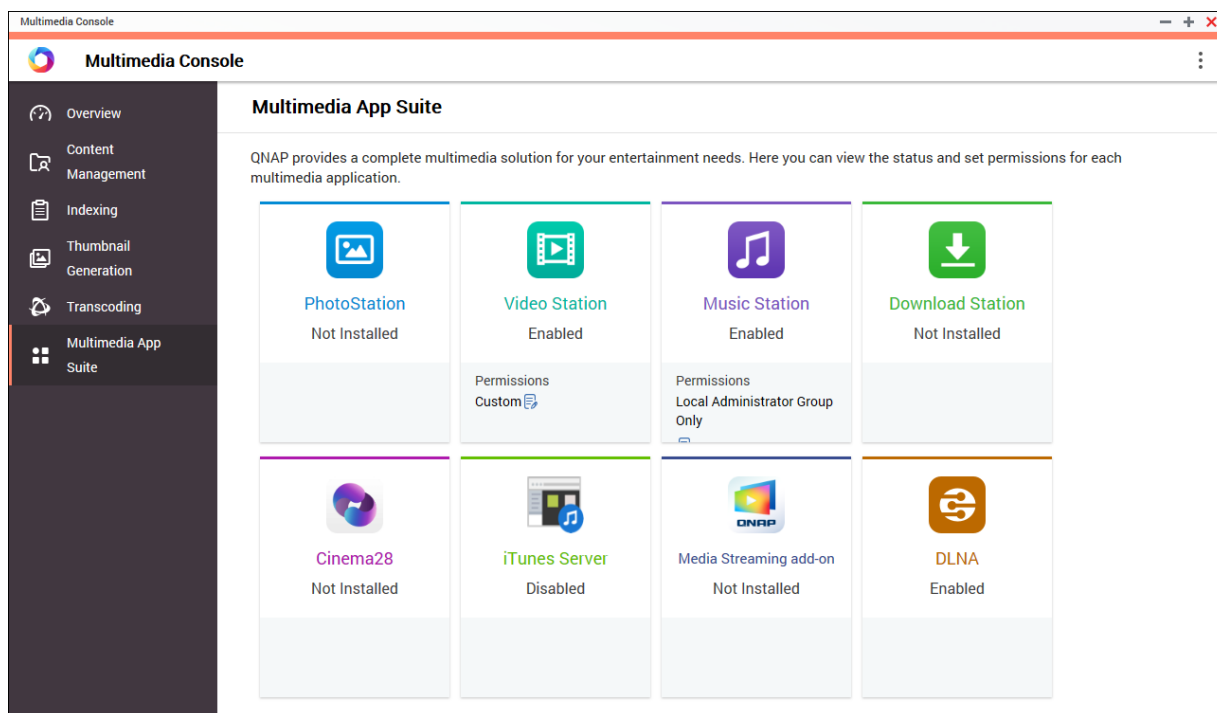 Multimedia Console
Multimedia Console
Overview
Content
Management
Indexing
Thumbnail
Generation
Transcoding
Multimedia App
Suite
Multimedia App Suite
QNAP provides a complete multimedia solution for your entertainment needs. Here you can view the status and set permissions for each
multimedia application.
PhotoStation
Not Installed
Video Station
Enabled
Permissions
Custom
Music Station
Enabled
Permissions
Local Administrator Group
Only
Download Station
Not Installed
Cinema28
Not Installed
iTunes Server
Disabled
QNAP
Media Streaming add-on
Not Installed
DLNA
Enabled